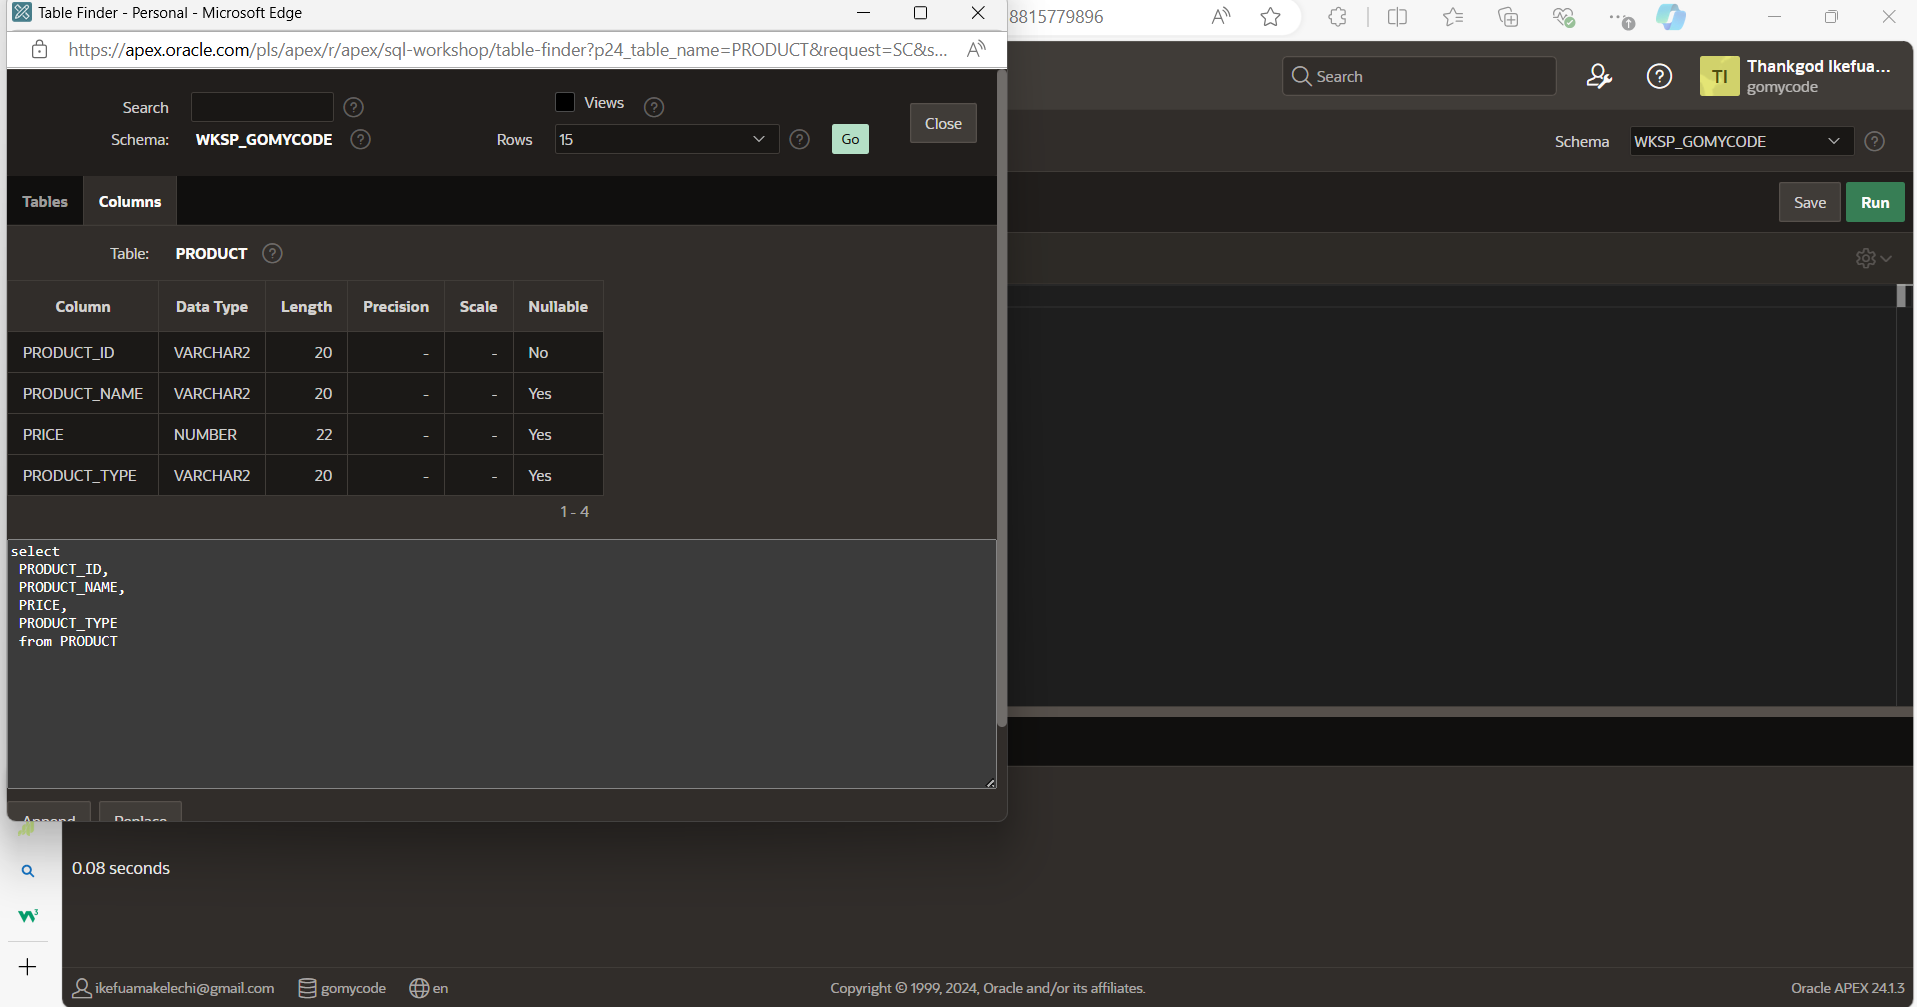 Table Finder - Personal - Microsoft Edge
https://apex.oracle.com/pls/apex/r/apex/sql-workshop/table-finder?p24_table_name=PRODUCT&request=SC&s...
8815779896
Search
TI
Thankgod Ikefua...
gomycode
Search
Views
Schema: WKSP_GOMYCODE
Rows
15
Go
Close
Schema
WKSP_GOMYCODE
Tables
Columns
Save
Run
Table: PRODUCT
Column Data Type Length Precision Scale Nullable
PRODUCT_ID VARCHAR2 20 - - No
PRODUCT_NAME VARCHAR2 20 - - Yes
PRICE NUMBER 22 - - Yes
PRODUCT_TYPE VARCHAR2 20 - - Yes
1 - 4
select
PRODUCT_ID,
PRODUCT_NAME,
PRICE,
PRODUCT_TYPE
from PRODUCT
Append
Replace
0.08 seconds
ikefuamakelechi@gmail.com
gomycode
en
Copyright © 1999, 2024, Oracle and/or its affiliates.
Oracle APEX 24.1.3